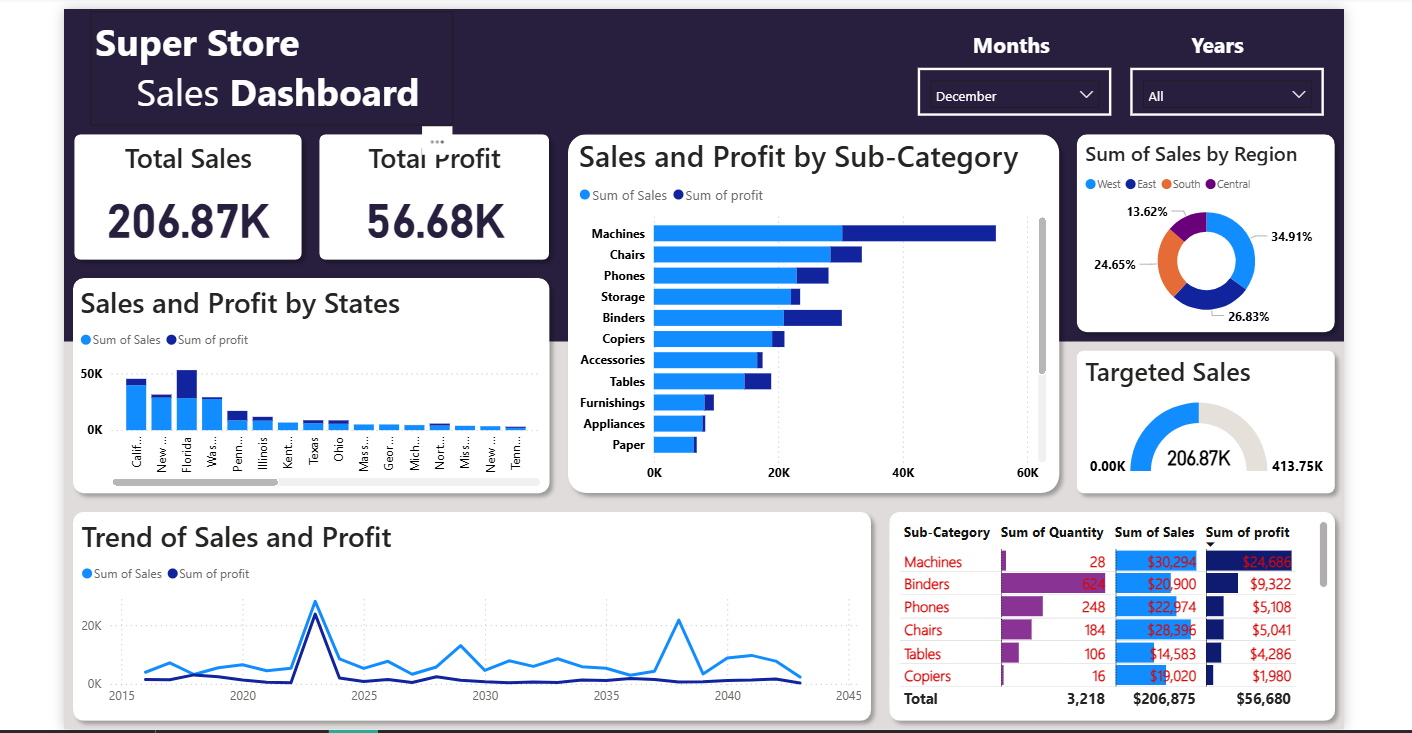 Super Store
Sales Dashboard
Months
Years
December
All
Total Sales
206.87K
Total Profit
56.68K
Sales and Profit by Sub-Category
Sum of Sales Sum of profit
Machines
Chairs
Phones
Storage
Binders
Copiers
Accessories
Tables
Furnishings
Appliances
Paper
0K 20K 40K 60K
Sum of Sales by Region
West East South Central
13.62%
34.91%
24.65%
26.83%
Sales and Profit by States
Sum of Sales Sum of profit
50K
0K
Calif...
New ...
Florida
Was...
Penn...
Illinois
Kent...
Texas
Ohio
Mass...
Geor...
Mich...
Nort...
Miss...
New ...
Tenn...
Targeted Sales
206.87K
0.00K 413.75K
Trend of Sales and Profit
Sum of Sales Sum of profit
20K
0K
2015 2020 2025 2030 2035 2040 2045
Sub-Category Sum of Quantity Sum of Sales Sum of profit
Machines 28 $30,294 $24,686
Binders 624 $20,900 $9,322
Phones 248 $22,974 $5,108
Chairs 184 $28,396 $5,041
Tables 106 $14,583 $4,286
Copiers 16 $19,020 $1,980
Total 3,218 $206,875 $56,680